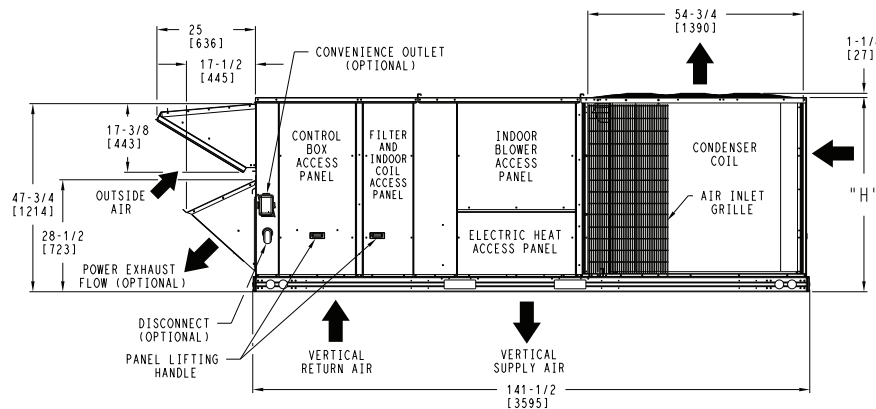 25
[636]
17-1/2
[445]
CONVENIENCE OUTLET
(OPTIONAL)
54-3/4
[1390]
[27]
17-3/8
[443]
CONTROL
BOX
ACCESS
PANEL
FILTER
AND
INDOOR
COIL
ACCESS
PANEL
INDOOR
BLOWER
ACCESS
PANEL
CONDENSER
COIL
OUTSIDE
AIR
47-3/4
[1214]
28-1/2
[723]
AIR INLET
GRILLE
"H"
ELECTRIC HEAT
ACCESS PANEL
POWER EXHAUST
FLOW (OPTIONAL)
DISCONNECT
(OPTIONAL)
PANEL LIFTING
HANDLE
VERTICAL
RETURN AIR
VERTICAL
SUPPLY AIR
141-1/2
[3595]